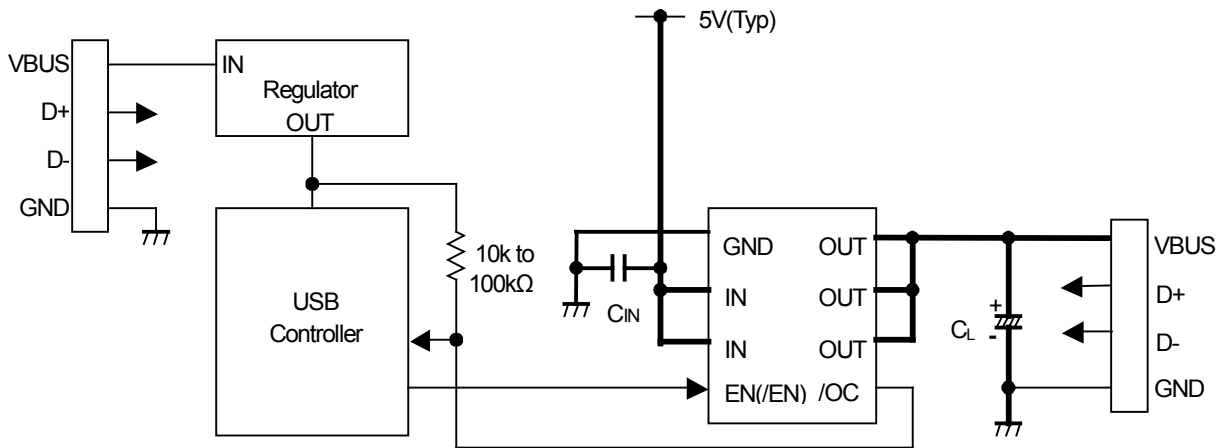 5V(Typ)
VBUS
D+
D-
GND
IN
Regulator
OUT
10k to
100kΩ
USB
Controller
CIN
GND
IN
IN
EN(/EN)
OUT
OUT
OUT
/OC
+
-
CL
VBUS
D+
D-
GND